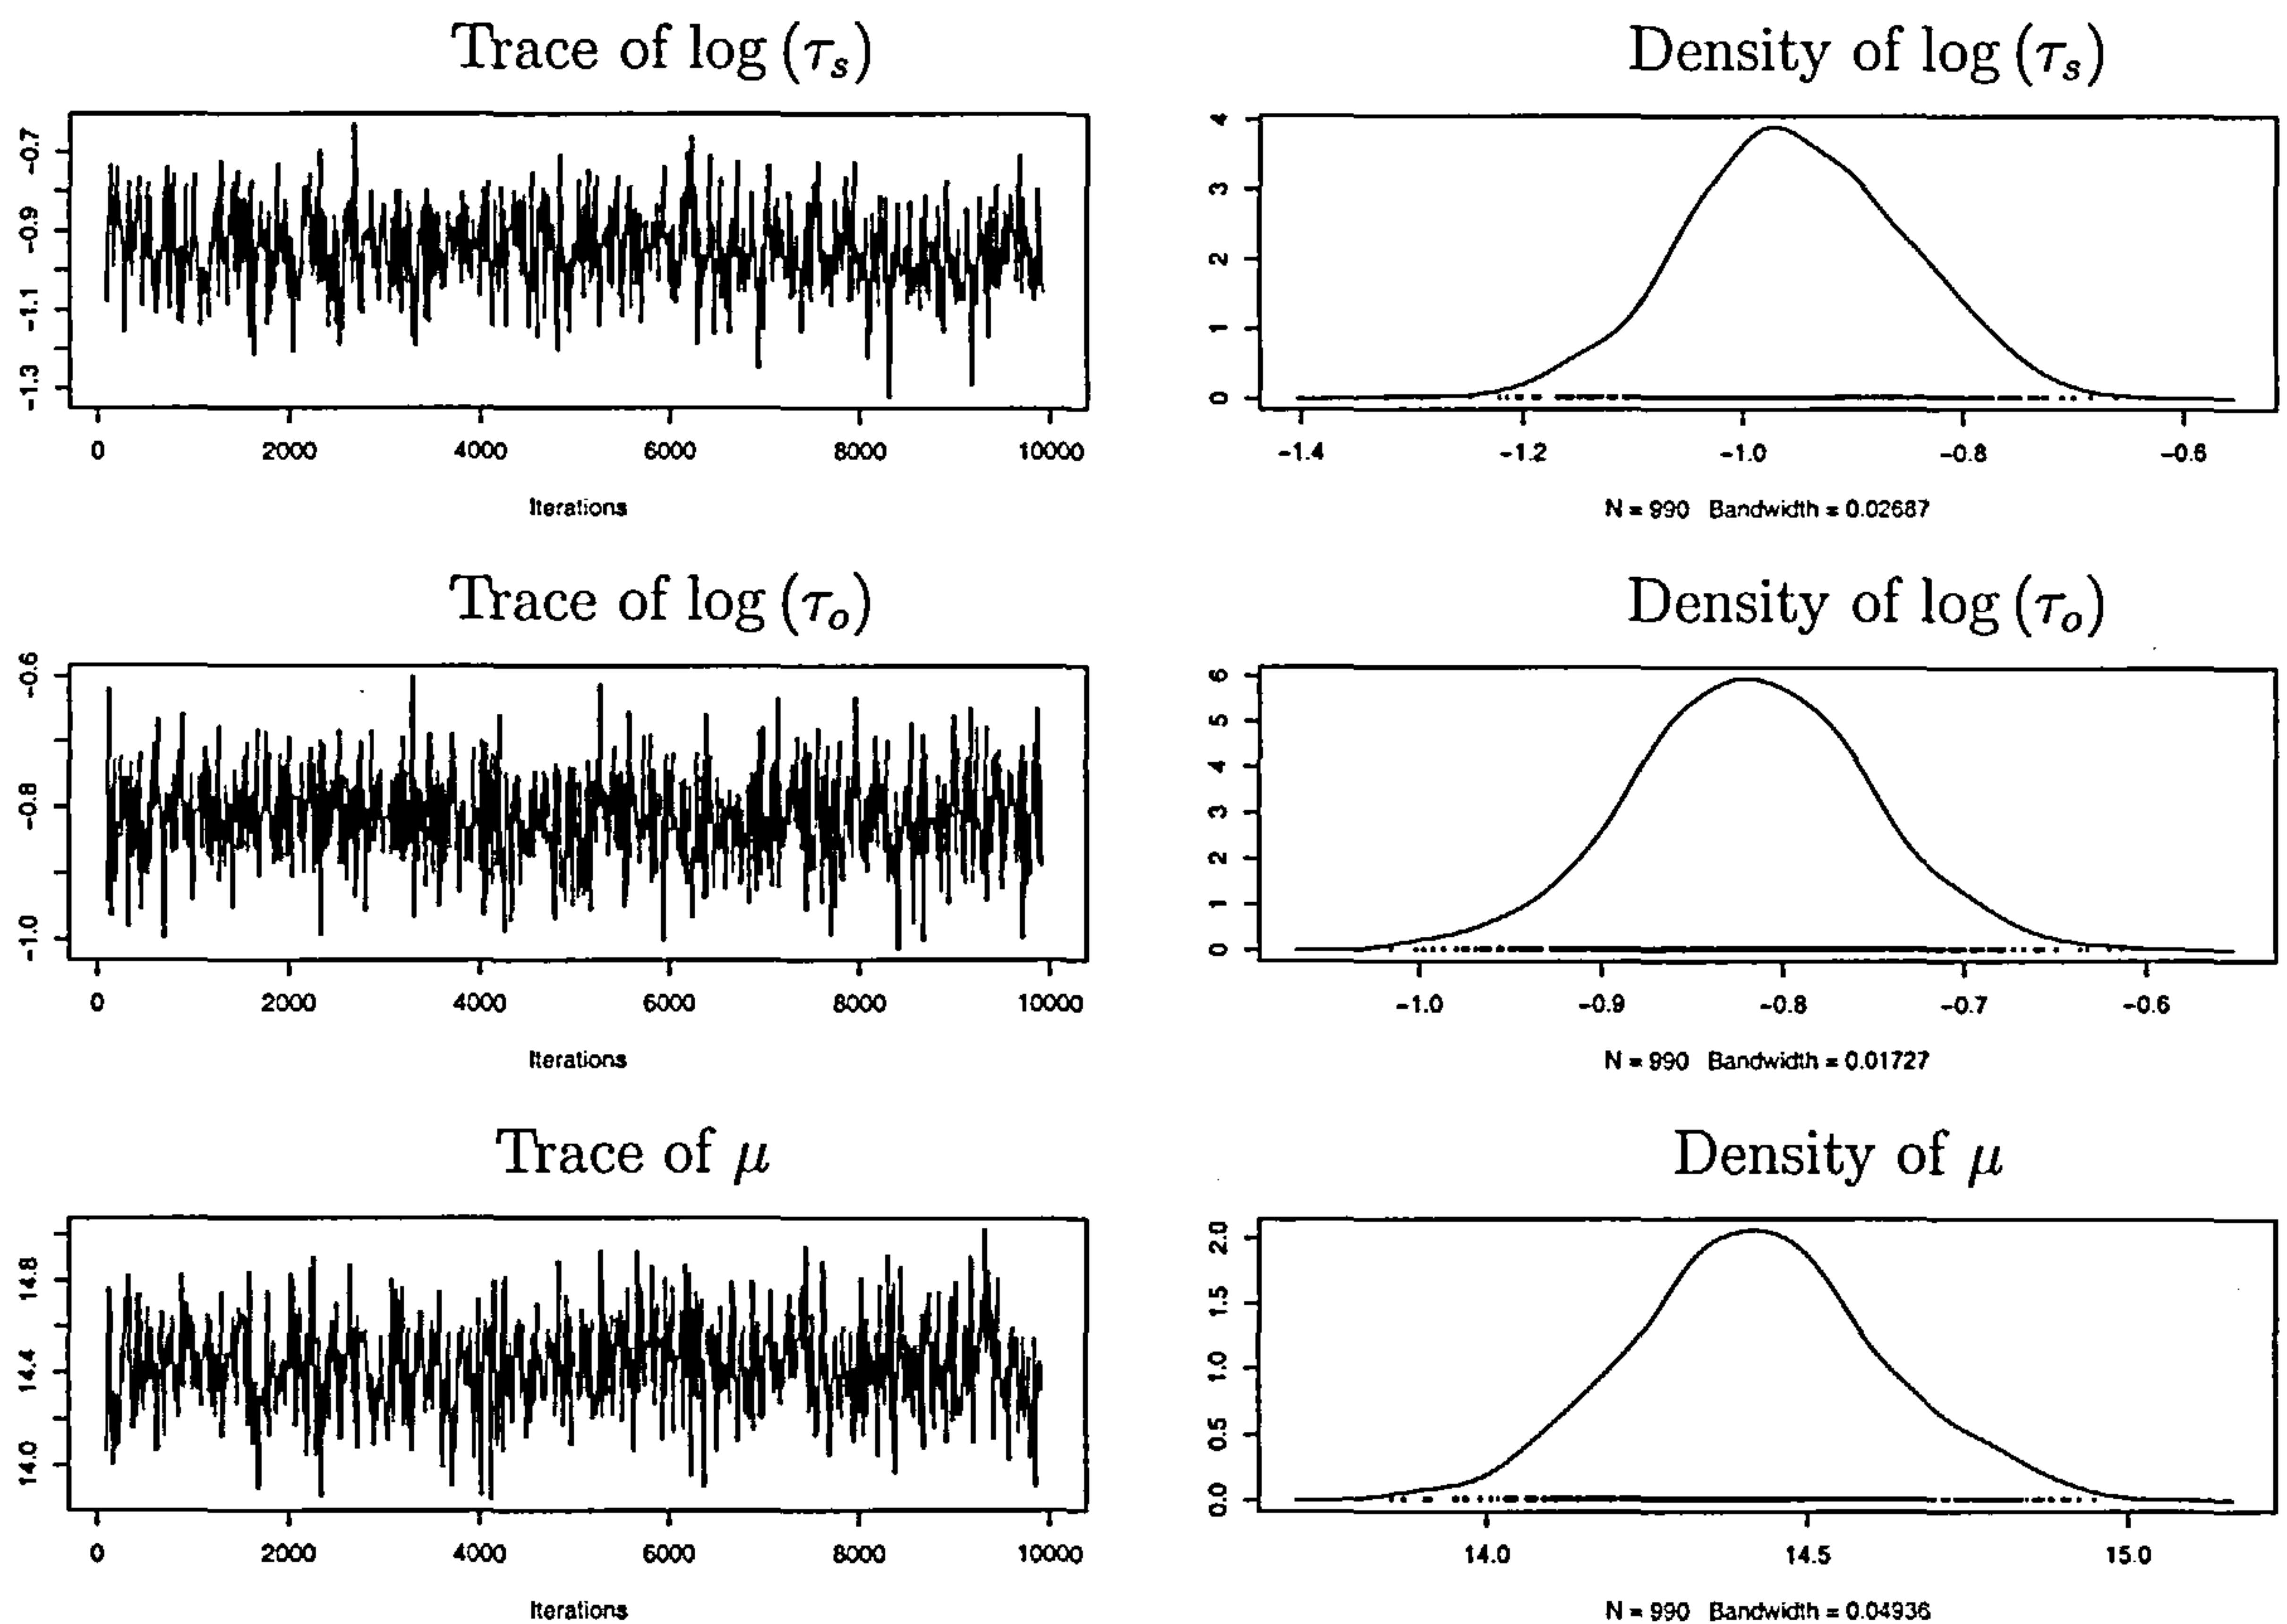 Trace of log (τₛ)
-0.7
-0.9
-1.1
-1.3
0 2000 4000 6000 8000 10000
Iterations
Density of log (τₛ)
4
3
2
1
0
-1.4 -1.2 -1.0 -0.8 -0.6
N = 990 Bandwidth = 0.02687
Trace of log (τₒ)
-0.6
-0.8
-1.0
0 2000 4000 6000 8000 10000
Iterations
Density of log (τₒ)
6
5
4
3
2
1
0
-1.0 -0.9 -0.8 -0.7 -0.6
N = 990 Bandwidth = 0.01727
Trace of μ
14.8
14.4
14.0
0 2000 4000 6000 8000 10000
Iterations
Density of μ
2.0
1.5
1.0
0.5
0.0
14.0 14.5 15.0
N = 990 Bandwidth = 0.04936